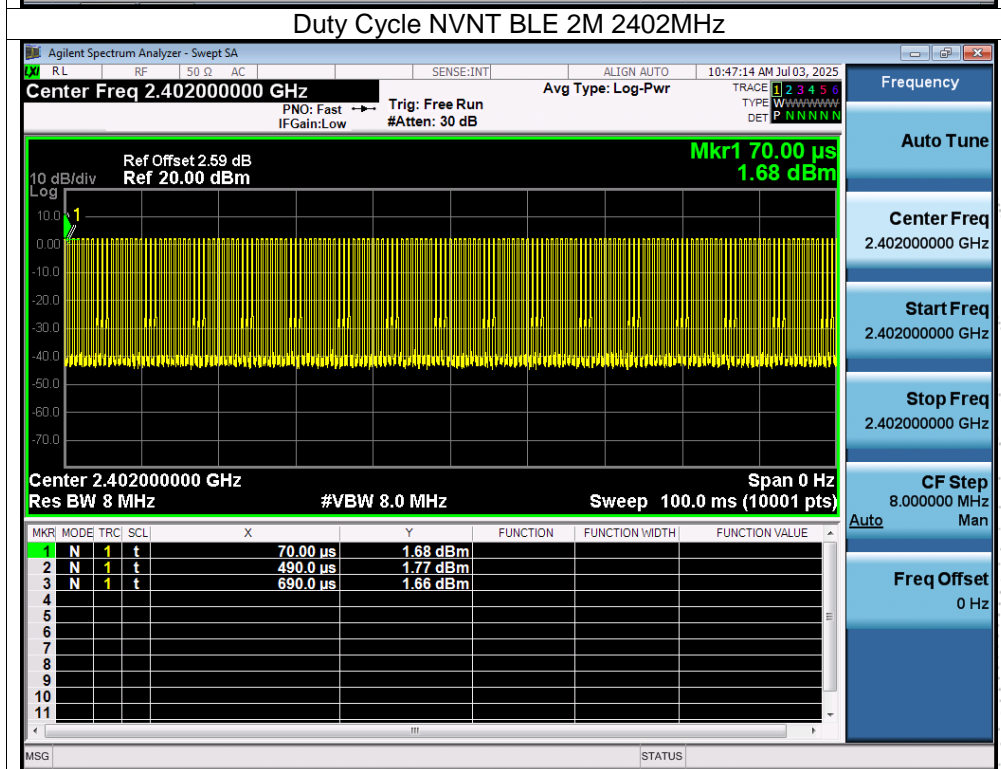 Duty Cycle NVNT BLE 2M 2402MHz
Agilent Spectrum Analyzer - Swept SA
LXI RL RF 50 Ω AC SENSE:INT ALIGN AUTO 10:47:14 AM Jul 03, 2025
Center Freq 2.402000000 GHz Avg Type: Log-Pwr TRACE 1 2 3 4 5 6
PNO: Fast Trig: Free Run TYPE WWWWWW
IFGain:Low #Atten: 30 dB DET P N N N N N
Frequency
Auto Tune
Center Freq
2.402000000 GHz
Start Freq
2.402000000 GHz
Stop Freq
2.402000000 GHz
CF Step
8.000000 MHz
Auto Man
Freq Offset
0 Hz
Mkr1 70.00 µs
1.68 dBm
Ref Offset 2.59 dB
10 dB/div Ref 20.00 dBm
Log
10.0
1
0.00
-10.0
-20.0
-30.0
-40.0
-50.0
-60.0
-70.0
Center 2.402000000 GHz Span 0 Hz
Res BW 8 MHz #VBW 8.0 MHz Sweep 100.0 ms (10001 pts)
MKR MODE TRC SCL X Y FUNCTION FUNCTION WIDTH FUNCTION VALUE
1 N 1 t 70.00 µs 1.68 dBm
2 N 1 t 490.0 µs 1.77 dBm
3 N 1 t 690.0 µs 1.66 dBm
4
5
6
7
8
9
10
11
MSG STATUS